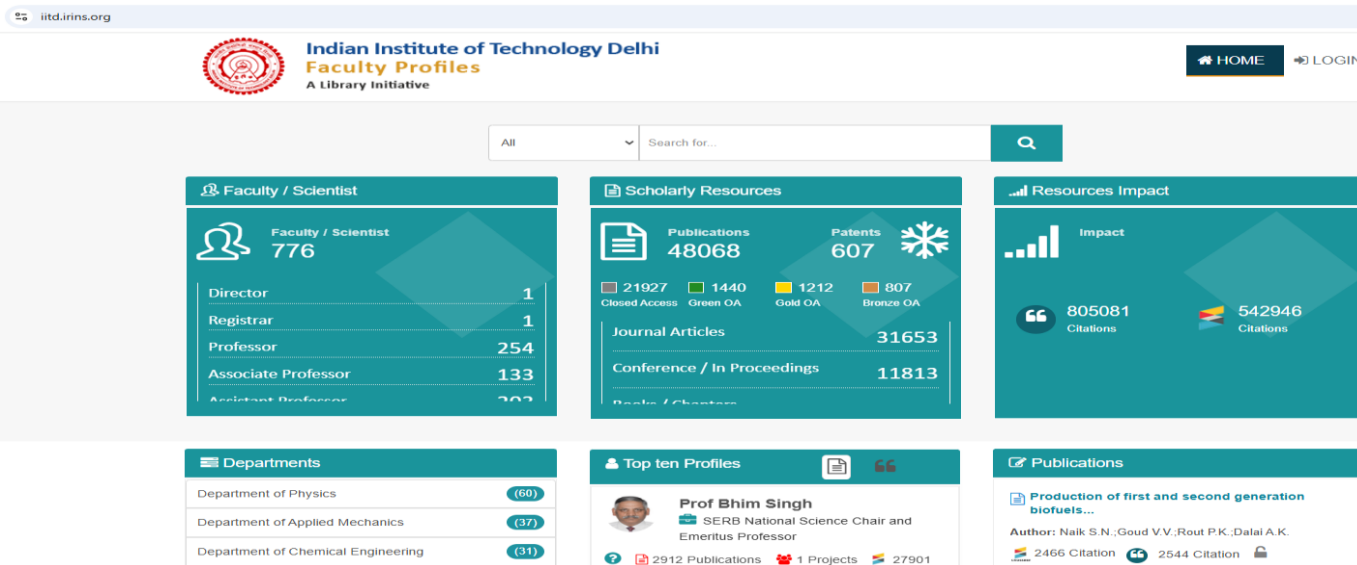 iitd.irins.org
Indian Institute of Technology Delhi
Faculty Profiles
A Library Initiative
HOME
LOGIN
All
Search for...
Faculty / Scientist
Faculty / Scientist
776
Director 1
Registrar 1
Professor 254
Associate Professor 133
Scholarly Resources
Publications
48068
Patents
607
21927 1440 1212 807
Closed Access Green OA Gold OA Bronze OA
Journal Articles 31653
Conference / In Proceedings 11813
Resources Impact
Impact
805081
Citations
542946
Citations
Departments
Department of Physics (60)
Department of Applied Mechanics (37)
Department of Chemical Engineering (31)
Top ten Profiles
Prof Bhim Singh
SERB National Science Chair and
Emeritus Professor
2912 Publications 1 Projects 27901
Publications
Production of first and second generation
biofuels...
Author: Naik S.N.;Goud V.V.;Rout P.K.;Dalai A.K.
2466 Citation 2544 Citation